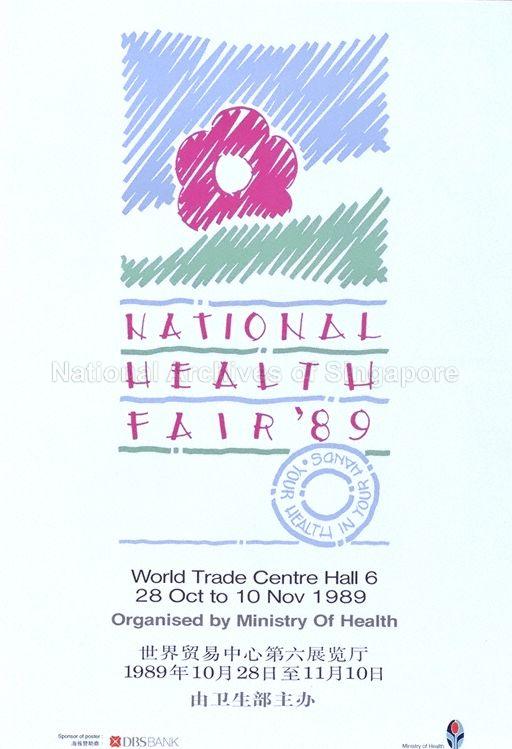 NATIONAL
HEALTH
FAIR '89
YOUR HEALTH IN YOUR HANDS •
World Trade Centre Hall 6
28 Oct to 10 Nov 1989
Organised by Ministry Of Health
世界贸易中心第六展览厅
1989年10月28日至11月10日
由卫生部主办
Sponsor of poster :
海报赞助商 :
DBS BANK
Ministry of Health
National Archives of Singapore